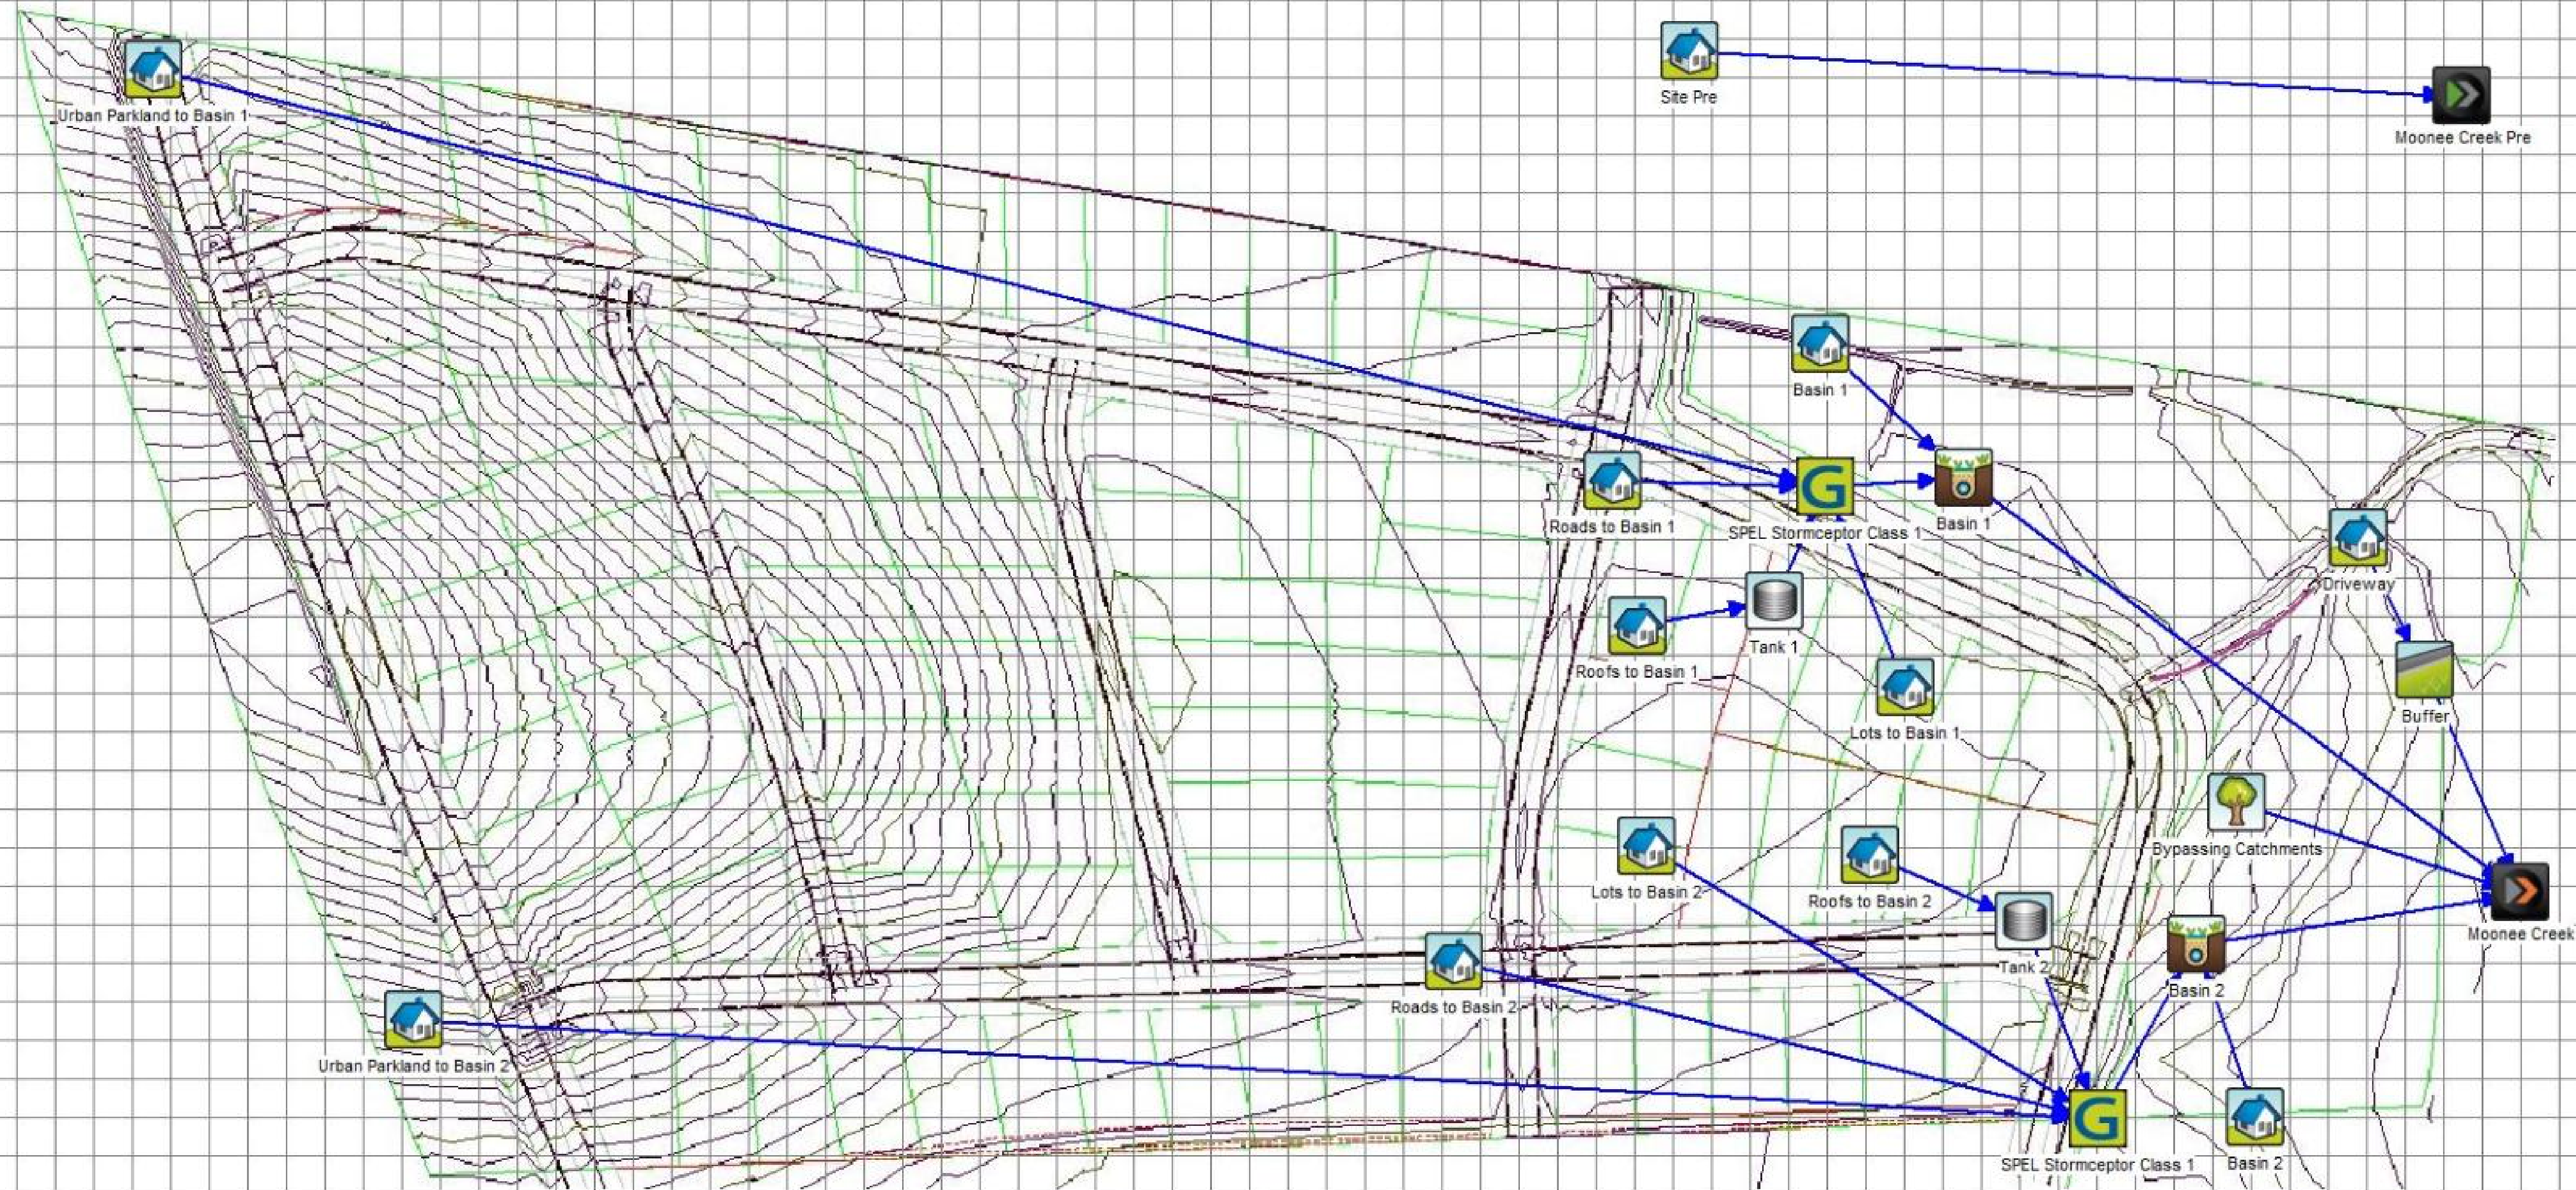 Site Pre
Urban Parkland to Basin 1
Moonee Creek Pre
Basin 1
Roads to Basin 1
G
SPEL Stormceptor Class 1
Basin 1
Driveway
Tank 1
Roofs to Basin 1
Lots to Basin 1
Buffer
Bypassing Catchments
Lots to Basin 2
Roofs to Basin 2
Moonee Creek
Tank 2
Basin 2
Roads to Basin 2
Urban Parkland to Basin 2
G
SPEL Stormceptor Class 1
Basin 2